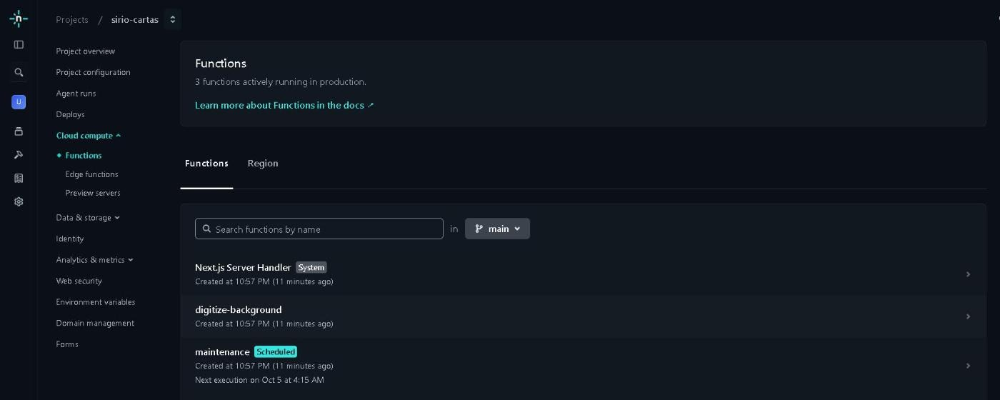 Projects / sirio-cartas
U
Project overview
Project configuration
Agent runs
Deploys
Cloud compute
Functions
Edge functions
Preview servers
Data & storage
Identity
Analytics & metrics
Web security
Environment variables
Domain management
Forms
Functions
3 functions actively running in production.
Learn more about Functions in the docs ↗
Functions Region
Search functions by name in main
Next.js Server Handler System
Created at 10:57 PM (11 minutes ago)
digitize-background
Created at 10:57 PM (11 minutes ago)
maintenance Scheduled
Created at 10:57 PM (11 minutes ago)
Next execution on Oct 5 at 4:15 AM